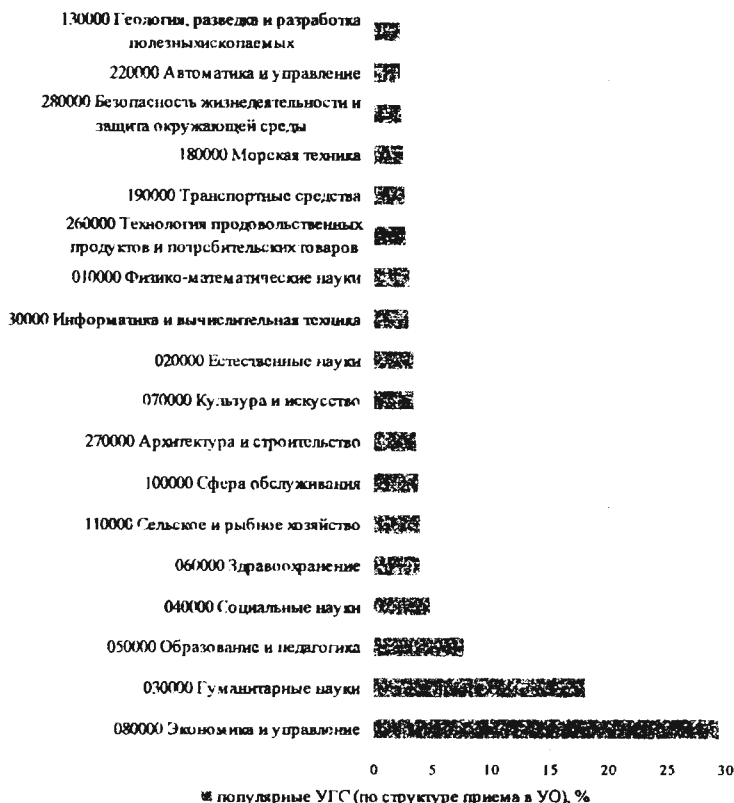 130000 Геология, разведка и разработка
полезныхископаемых
220000 Автоматика и управление
280000 Безопасность жизнедеятельности и
защита окружающей среды
180000 Морская техника
190000 Транспортные средства
260000 Технология продовольственных
продуктов и потребительских товаров
010000 Физико-математические науки
30000 Информатика и вычислительная техника
020000 Естественные науки
070000 Культура и искусство
270000 Архитектура и строительство
100000 Сфера обслуживания
110000 Сельское и рыбное хозяйство
060000 Здравоохранение
040000 Социальные науки
050000 Образование и педагогика
030000 Гуманитарные науки
080000 Экономика и управление
0 5 10 15 20 25 30
популярные УГС (по структуре приема в УО), %